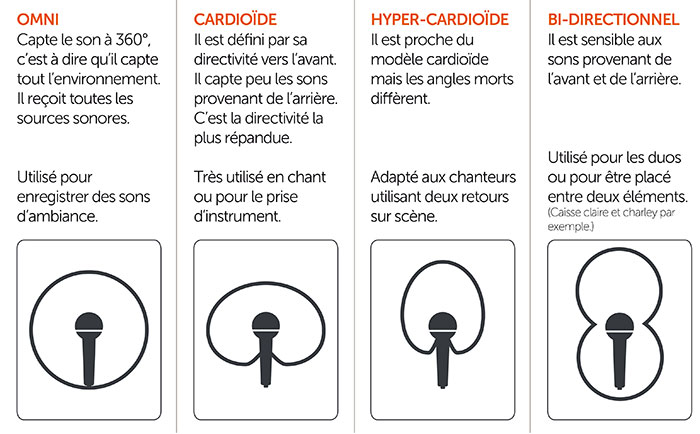 OMNI
Capte le son à 360°,
c'est à dire qu'il capte
tout l'environnement.
Il reçoit toutes les
sources sonores.
Utilisé pour
enregistrer des sons
d'ambiance.
CARDIOÏDE
Il est défini par sa
directivité vers l'avant.
Il capte peu les sons
provenant de l'arrière.
C'est la directivité la
plus répandue.
Très utilisé en chant
ou pour le prise
d'instrument.
HYPER-CARDIOÏDE
Il est proche du
modèle cardioïde
mais les angles morts
diffèrent.
Adapté aux chanteurs
utilisant deux retours
sur scène.
BI-DIRECTIONNEL
Il est sensible aux
sons provenant de
l'avant et de l'arrière.
Utilisé pour les duos
ou pour être placé
entre deux éléments.
(Caisse claire et charley par
exemple.)